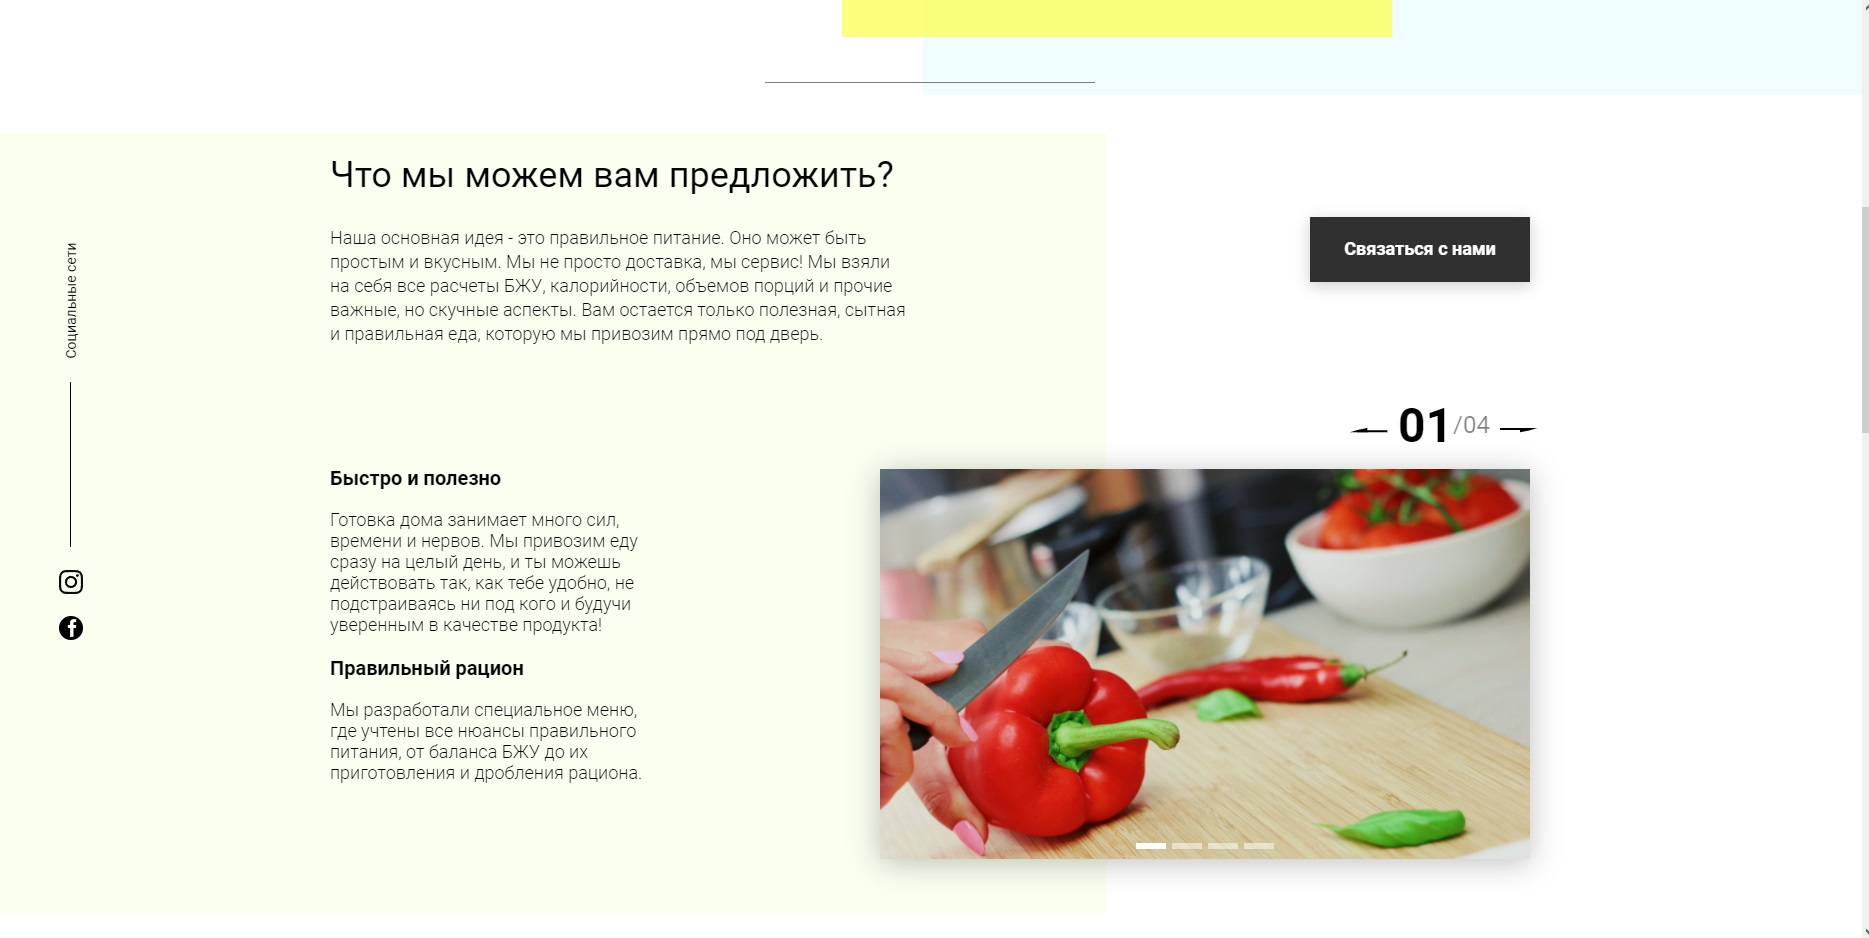 Что мы можем вам предложить?
Наша основная идея - это правильное питание. Оно может быть
простым и вкусным. Мы не просто доставка, мы сервис! Мы взяли
на себя все расчеты БЖУ, калорийности, объемов порций и прочие
важные, но скучные аспекты. Вам остается только полезная, сытная
и правильная еда, которую мы привозим прямо под дверь.
Связаться с нами
Социальные сети
01/04
Быстро и полезно
Готовка дома занимает много сил,
времени и нервов. Мы привозим еду
сразу на целый день, и ты можешь
действовать так, как тебе удобно, не
подстраиваясь ни под кого и будучи
уверенным в качестве продукта!
Правильный рацион
Мы разработали специальное меню,
где учтены все нюансы правильного
питания, от баланса БЖУ до их
приготовления и дробления рациона.